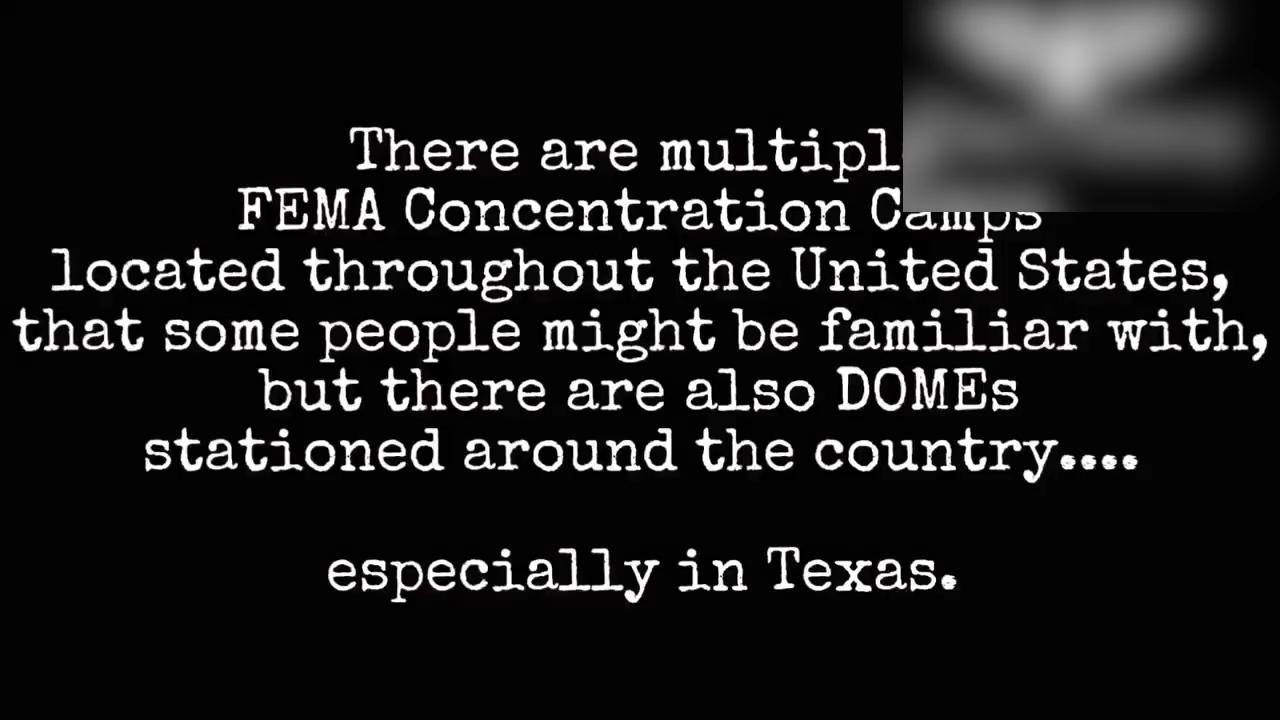 There are multipl
FEMA Concentration Camps
located throughout the United States,
that some people might be familiar with,
but there are also DOMEs
stationed around the country....
especially in Texas.